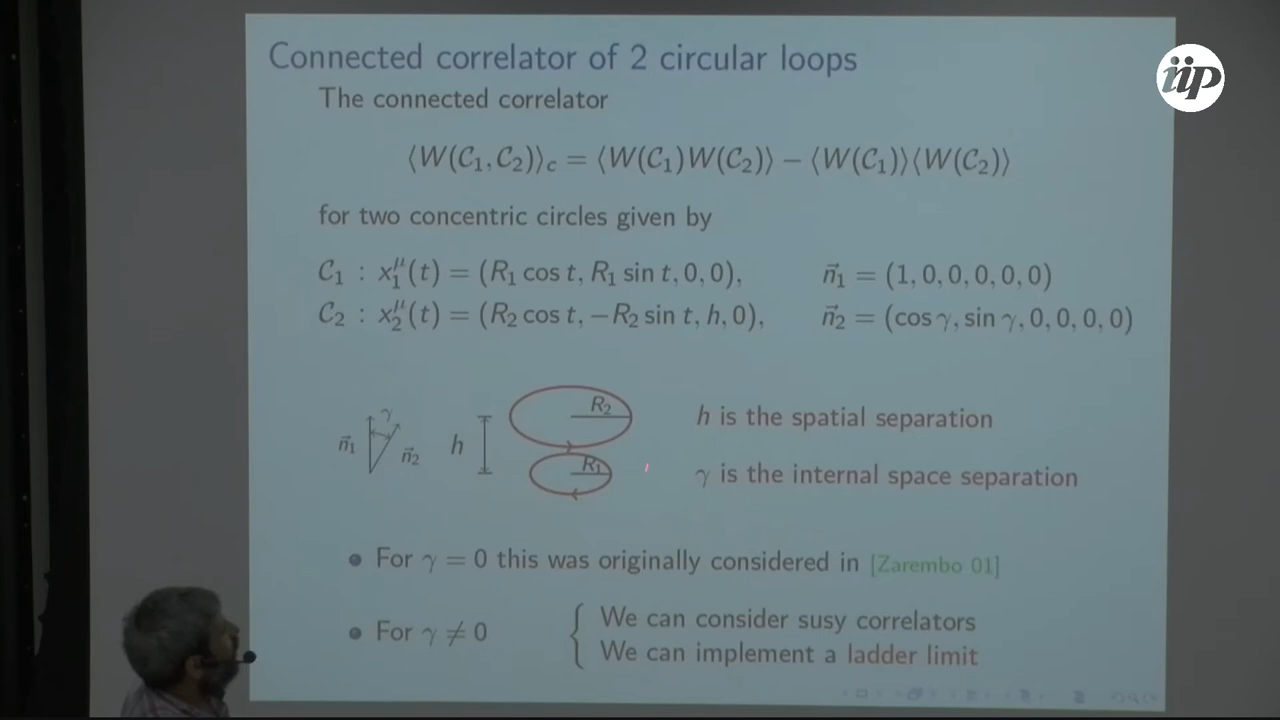 Connected correlator of 2 circular loops
The connected correlator
⟨W(𝒞₁,𝒞₂)⟩_c = ⟨W(𝒞₁)W(𝒞₂)⟩ − ⟨W(𝒞₁)⟩⟨W(𝒞₂)⟩
for two concentric circles given by
𝒞₁ : x₁^μ(t) = (R₁ cos t, R₁ sin t, 0, 0), n⃗₁ = (1, 0, 0, 0, 0, 0)
𝒞₂ : x₂^μ(t) = (R₂ cos t, −R₂ sin t, h, 0), n⃗₂ = (cos γ, sin γ, 0, 0, 0, 0)
γ
n⃗₁
n⃗₂
h
R₂
R₁
h is the spatial separation
γ is the internal space separation
• For γ = 0 this was originally considered in [Zarembo 01]
• For γ ≠ 0 { We can consider susy correlators
We can implement a ladder limit
iip